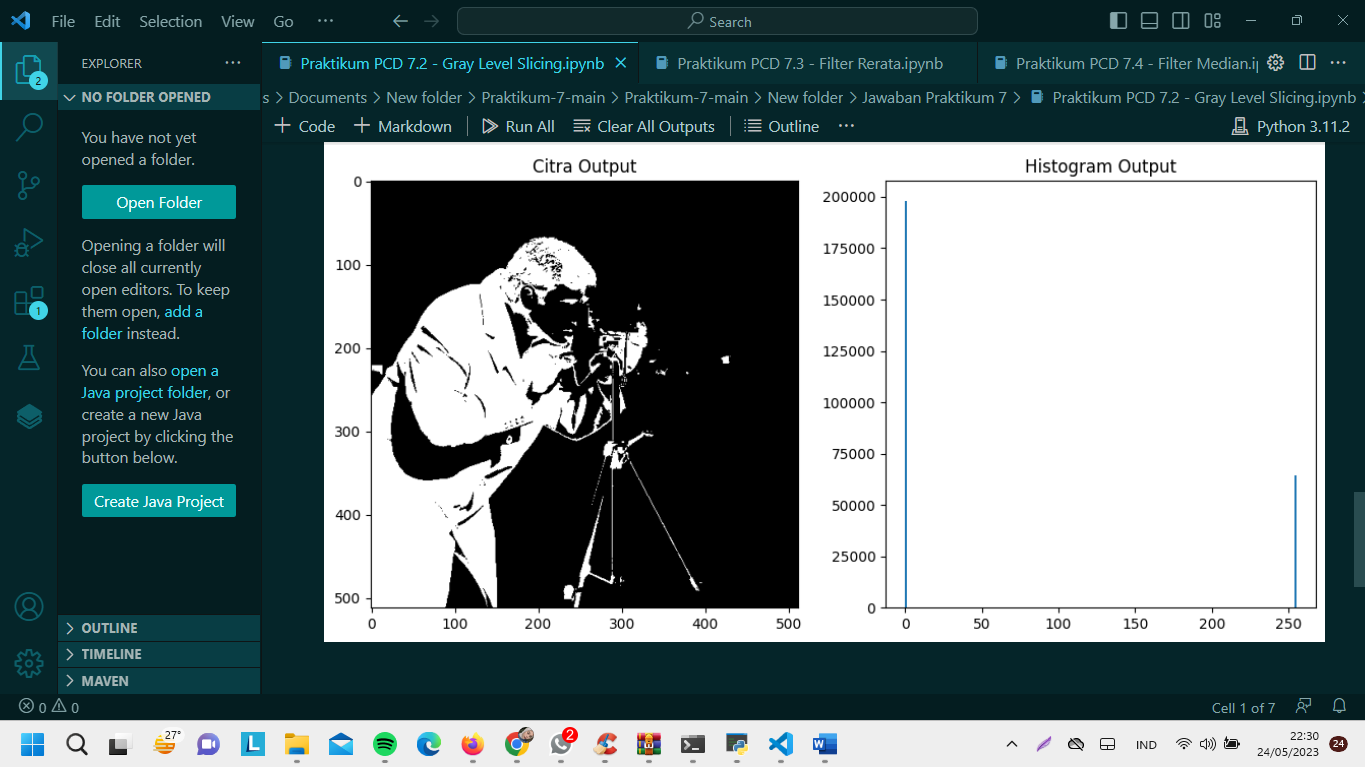 File Edit Selection View Go ···
Search
EXPLORER
NO FOLDER OPENED
You have not yet
opened a folder.
Open Folder
Opening a folder will
close all currently
open editors. To keep
them open, add a
folder instead.
You can also open a
Java project folder, or
create a new Java
project by clicking the
button below.
Create Java Project
OUTLINE
TIMELINE
MAVEN
2
1
Praktikum PCD 7.2 - Gray Level Slicing.ipynb
Praktikum PCD 7.3 - Filter Rerata.ipynb
Praktikum PCD 7.4 - Filter Median.ip
s > Documents > New folder > Praktikum-7-main > Praktikum-7-main > New folder > Jawaban Praktikum 7 > Praktikum PCD 7.2 - Gray Level Slicing.ipynb
+ Code + Markdown Run All Clear All Outputs Outline ··· Python 3.11.2
Citra Output
0
100
200
300
400
500
0 100 200 300 400 500
Histogram Output
200000
175000
150000
125000
100000
75000
50000
25000
0
0 50 100 150 200 250
0 0
Cell 1 of 7
27°
2
IND
22:30
24/05/2023
24